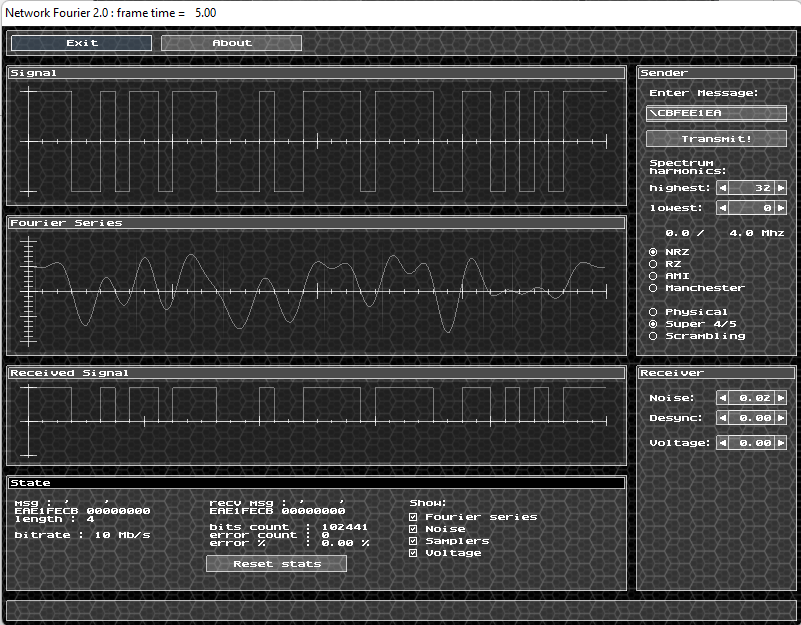 Network Fourier 2.0 : frame time =   5.00
Exit
About
Signal
Sender
Enter Message:
\CBFEE1EA
Transmit!
Spectrum
harmonics:
highest: 32
lowest: 0
0.0 /   4.0 Mhz
NRZ
RZ
AMI
Manchester
Physical
Super 4/5
Scrambling
Fourier Series
Received Signal
Receiver
Noise: 0.02
Desync: 0.00
Voltage: 0.00
State
msg : '    '
EAE1FECB 00000000
length : 4
bitrate : 10 Mb/s
recv msg : '    '
EAE1FECB 00000000
bits count  : 102441
error count : 0
error %     : 0.00 %
Reset stats
Show:
Fourier series
Noise
Samplers
Voltage